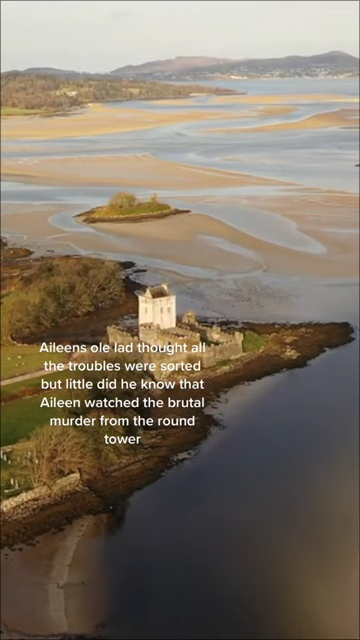 Aileens ole lad thought all
the troubles were sorted
but little did he know that
Aileen watched the brutal
murder from the round
tower